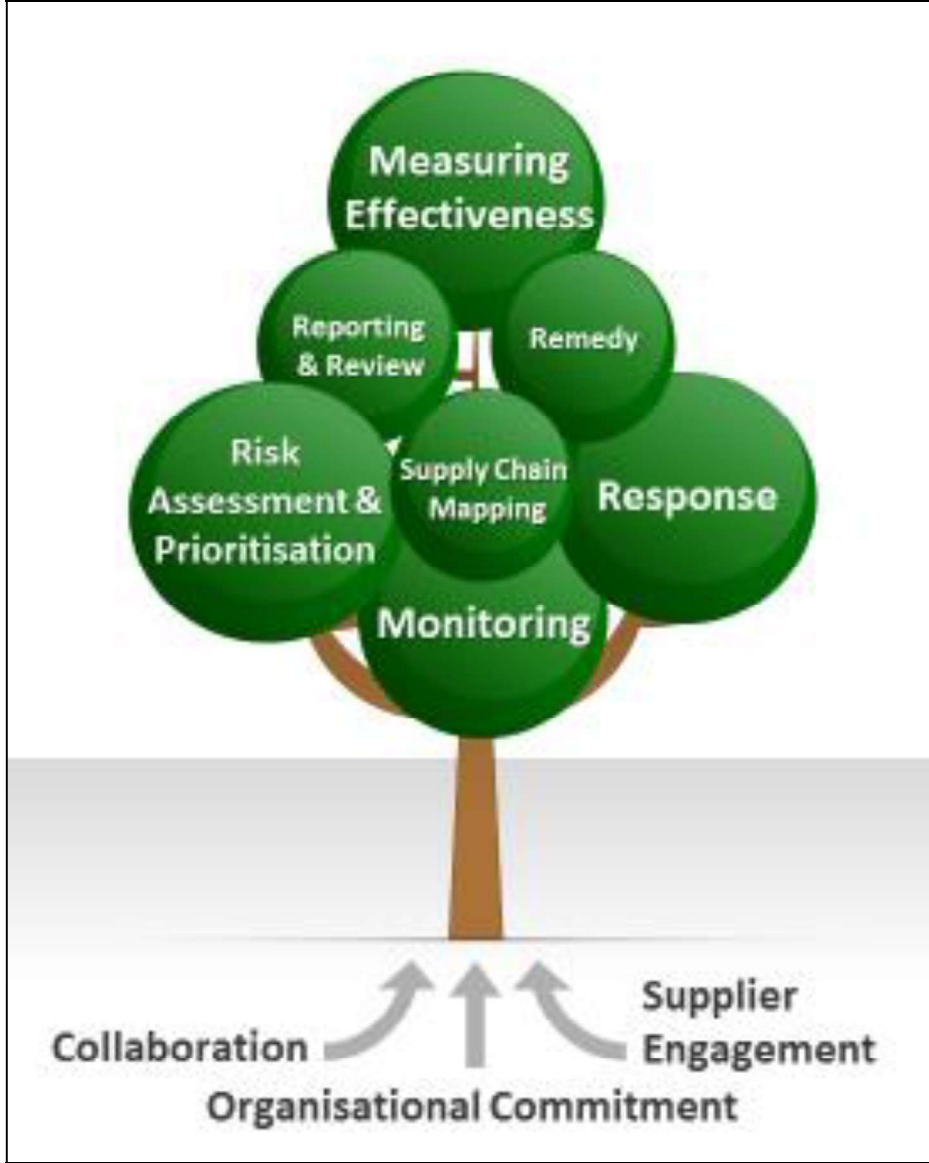 Measuring
Effectiveness
Reporting
& Review
Remedy
Risk
Assessment &
Prioritisation
Supply Chain
Mapping
Response
Monitoring
Supplier
Engagement
Collaboration
Organisational Commitment